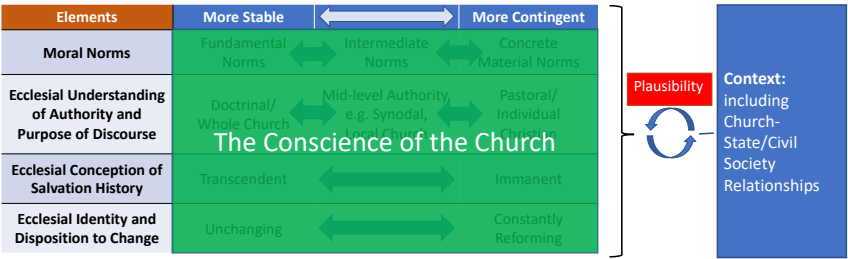 Elements More Stable More Contingent
Moral Norms
Fundamental Norms
Intermediate Norms
Concrete Material Norms
Ecclesial Understanding
of Authority and
Purpose of Discourse
Doctrinal/
Whole Church
Mid-level Authority,
e.g. Synodal,
Local Church
Pastoral/
Individual
Christian
The Conscience of the Church
Ecclesial Conception of
Salvation History
Transcendent
Immanent
Ecclesial Identity and
Disposition to Change
Unchanging
Constantly
Reforming
Plausibility
Context:
including
Church-
State/Civil
Society
Relationships